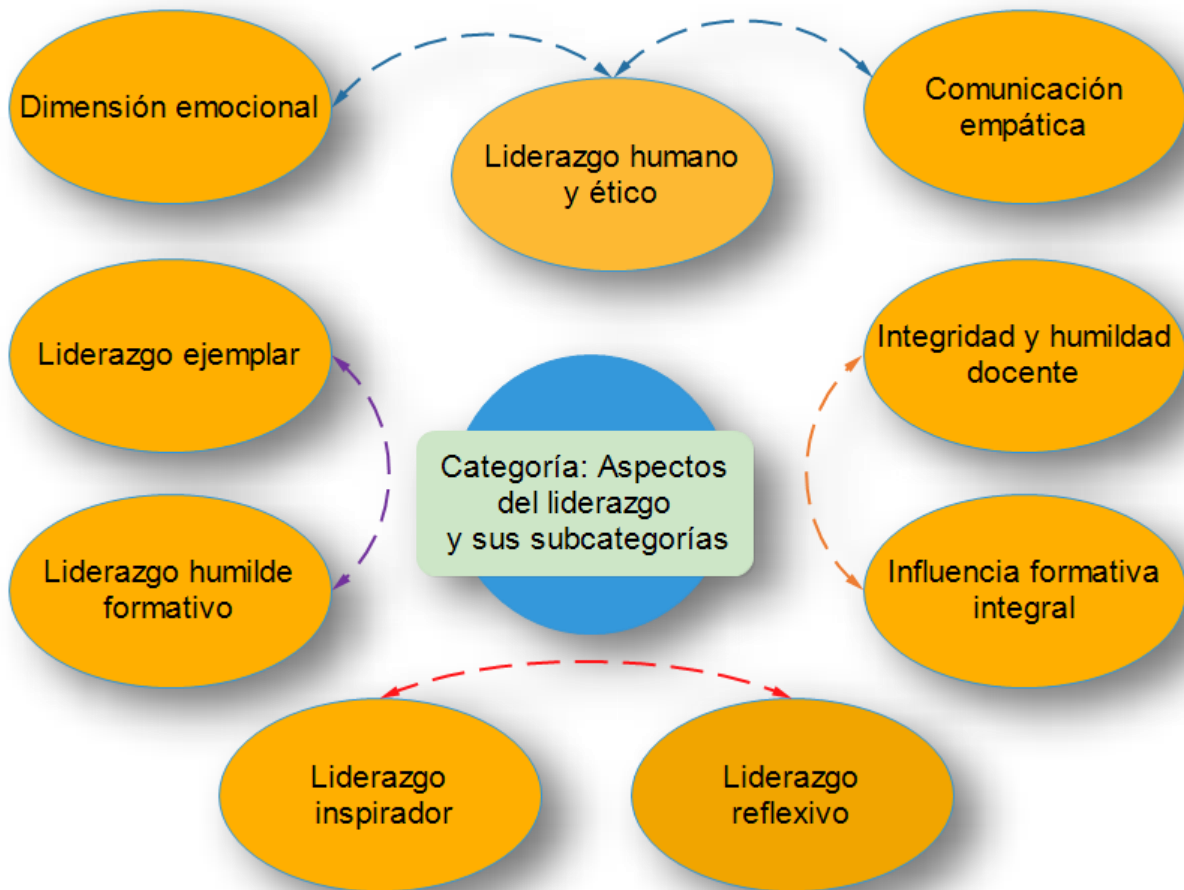 Dimensión emocional
Liderazgo humano
y ético
Comunicación
empática
Liderazgo ejemplar
Integridad y humildad
docente
Categoría: Aspectos
del liderazgo
y sus subcategorías
Liderazgo humilde
formativo
Influencia formativa
integral
Liderazgo
inspirador
Liderazgo
reflexivo